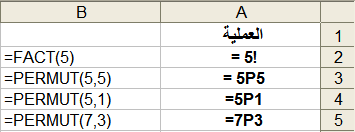 B A
العملية 1
=FACT(5) = 5! 2
=PERMUT(5,5) = 5P5 3
=PERMUT(5,1) =5P1 4
=PERMUT(7,3) =7P3 5